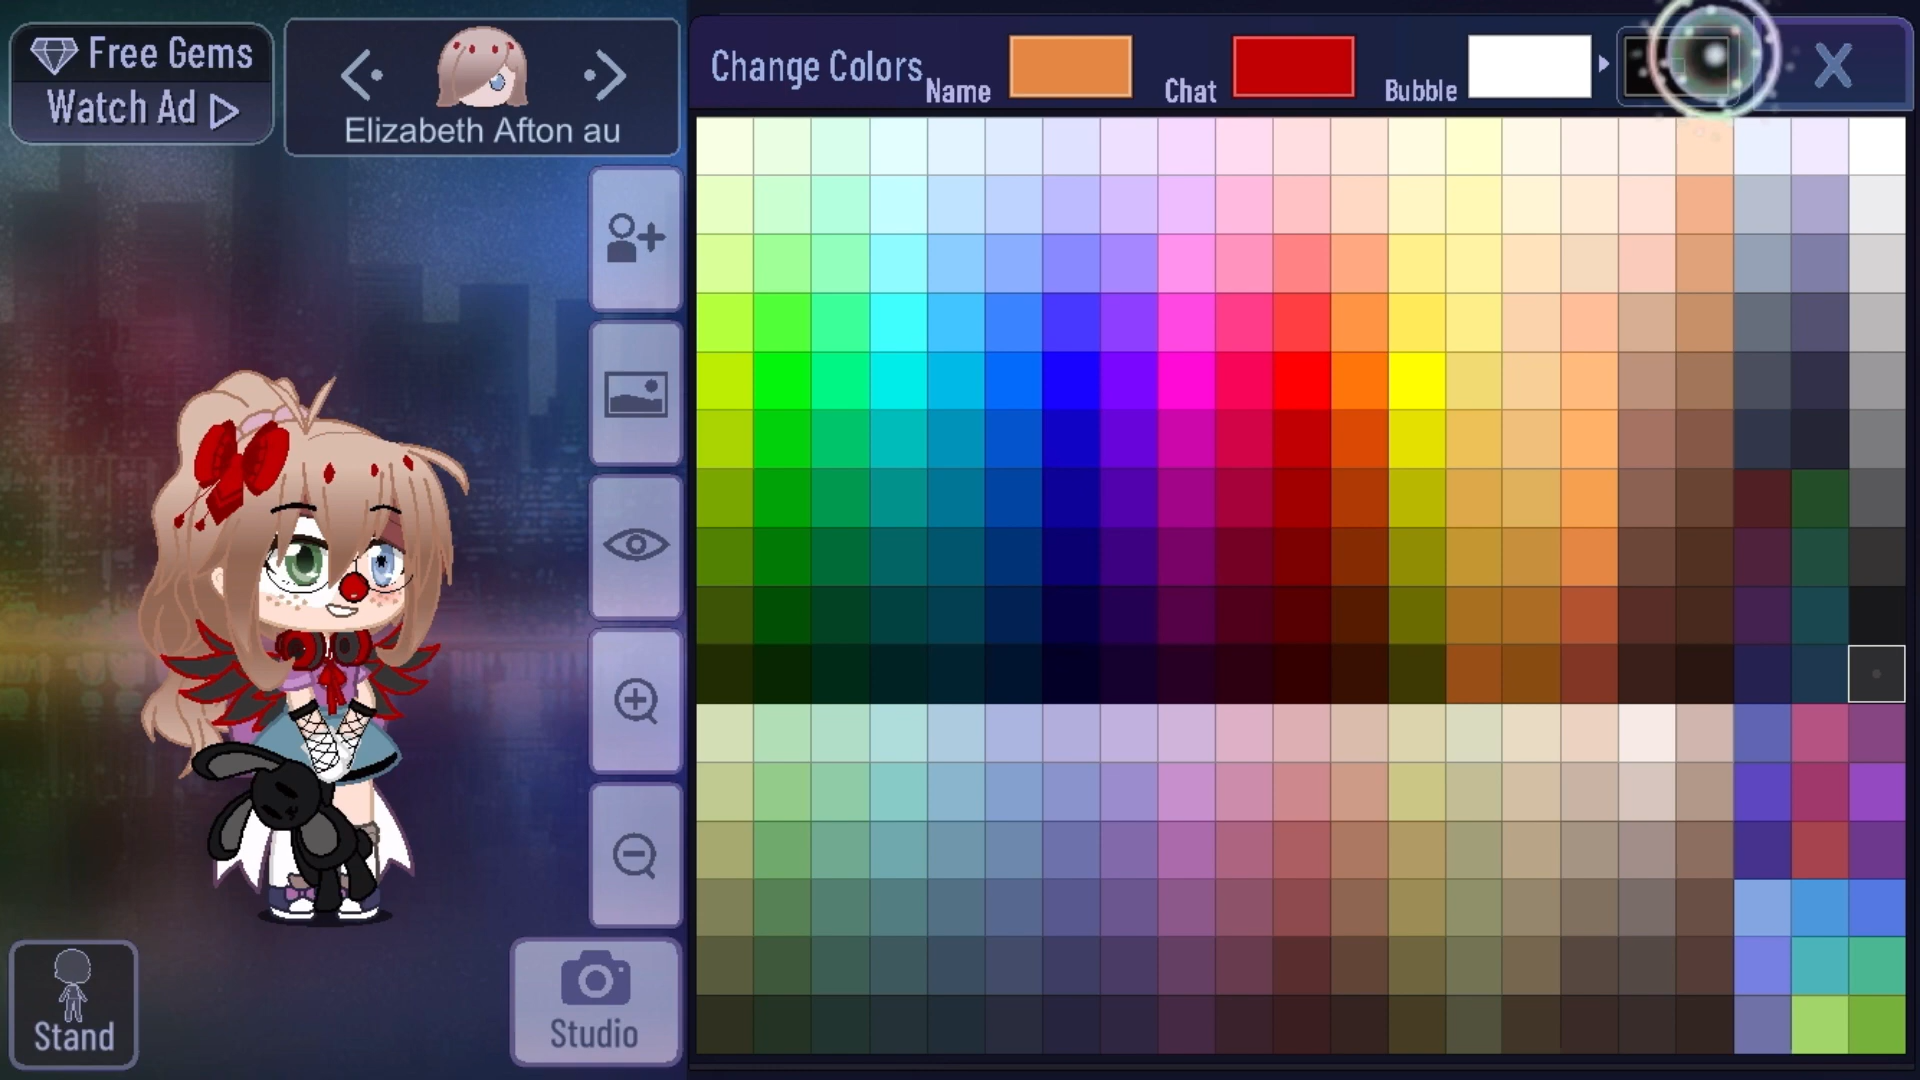 Free Gems
Watch Ad
Elizabeth Afton au
Change Colors
Name
Chat
Bubble
X
Stand
Studio